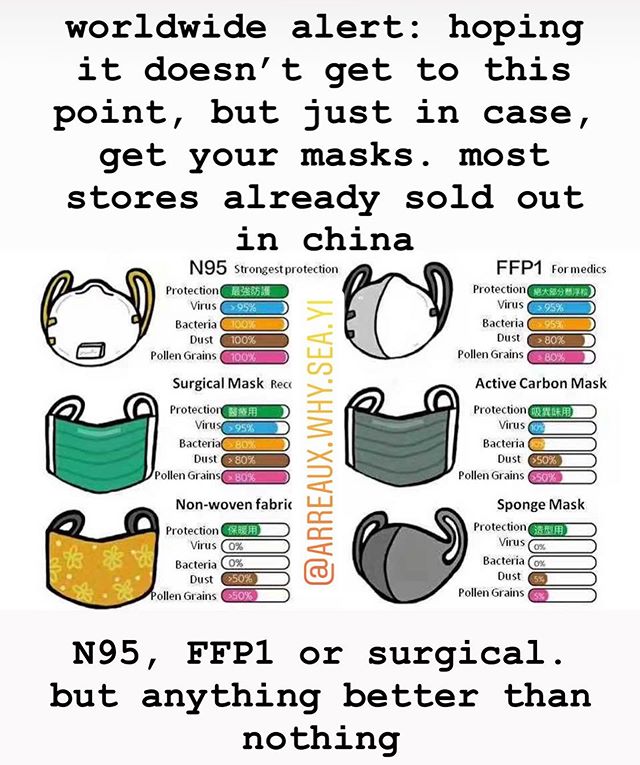 worldwide alert: hoping
it doesn't get to this
point, but just in case,
get your masks. most
stores already sold out
in china
N95 Strongest protection
Protection 最強防護
Virus >95%
Bacteria 100%
Dust 100%
Pollen Grains 100%
FFP1 For medics
Protection 絕大部分懸浮粒
Virus >95%
Bacteria >95%
Dust >80%
Pollen Grains >80%
Surgical Mask Recc
Protection 醫療用
Virus >95%
Bacteria >80%
Dust >80%
Pollen Grains >80%
Active Carbon Mask
Protection 吸異味用
Virus 10%
Bacteria 10%
Dust >50%
Pollen Grains >50%
Non-woven fabric
Protection 保暖用
Virus 0%
Bacteria 0%
Dust >50%
Pollen Grains >50%
Sponge Mask
Protection 造型用
Virus 0%
Bacteria 0%
Dust 5%
Pollen Grains 5%
@ARREAUX.WHY.SEA.YI
N95, FFP1 or surgical.
but anything better than
nothing